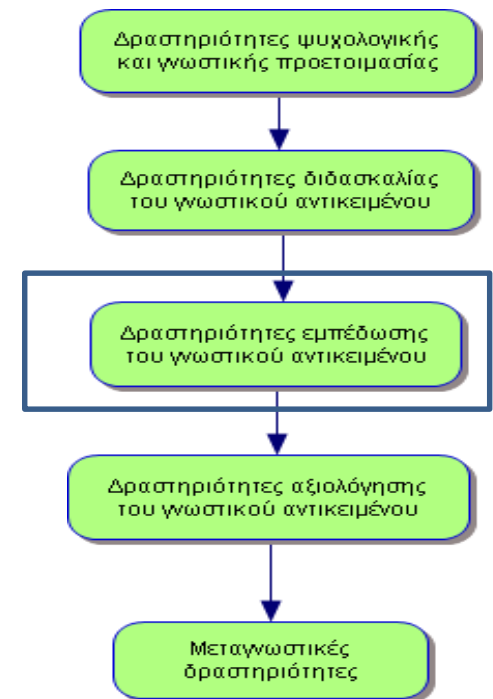 Δραστηριότητες ψυχολογικής
και γνωστικής προετοιμασίας
Δραστηριότητες διδασκαλίας
του γνωστικού αντικειμένου
Δραστηριότητες εμπέδωσης
του γνωστικού αντικειμένου
Δραστηριότητες αξιολόγησης
του γνωστικού αντικειμένου
Μεταγνωστικές
δραστηριότητες